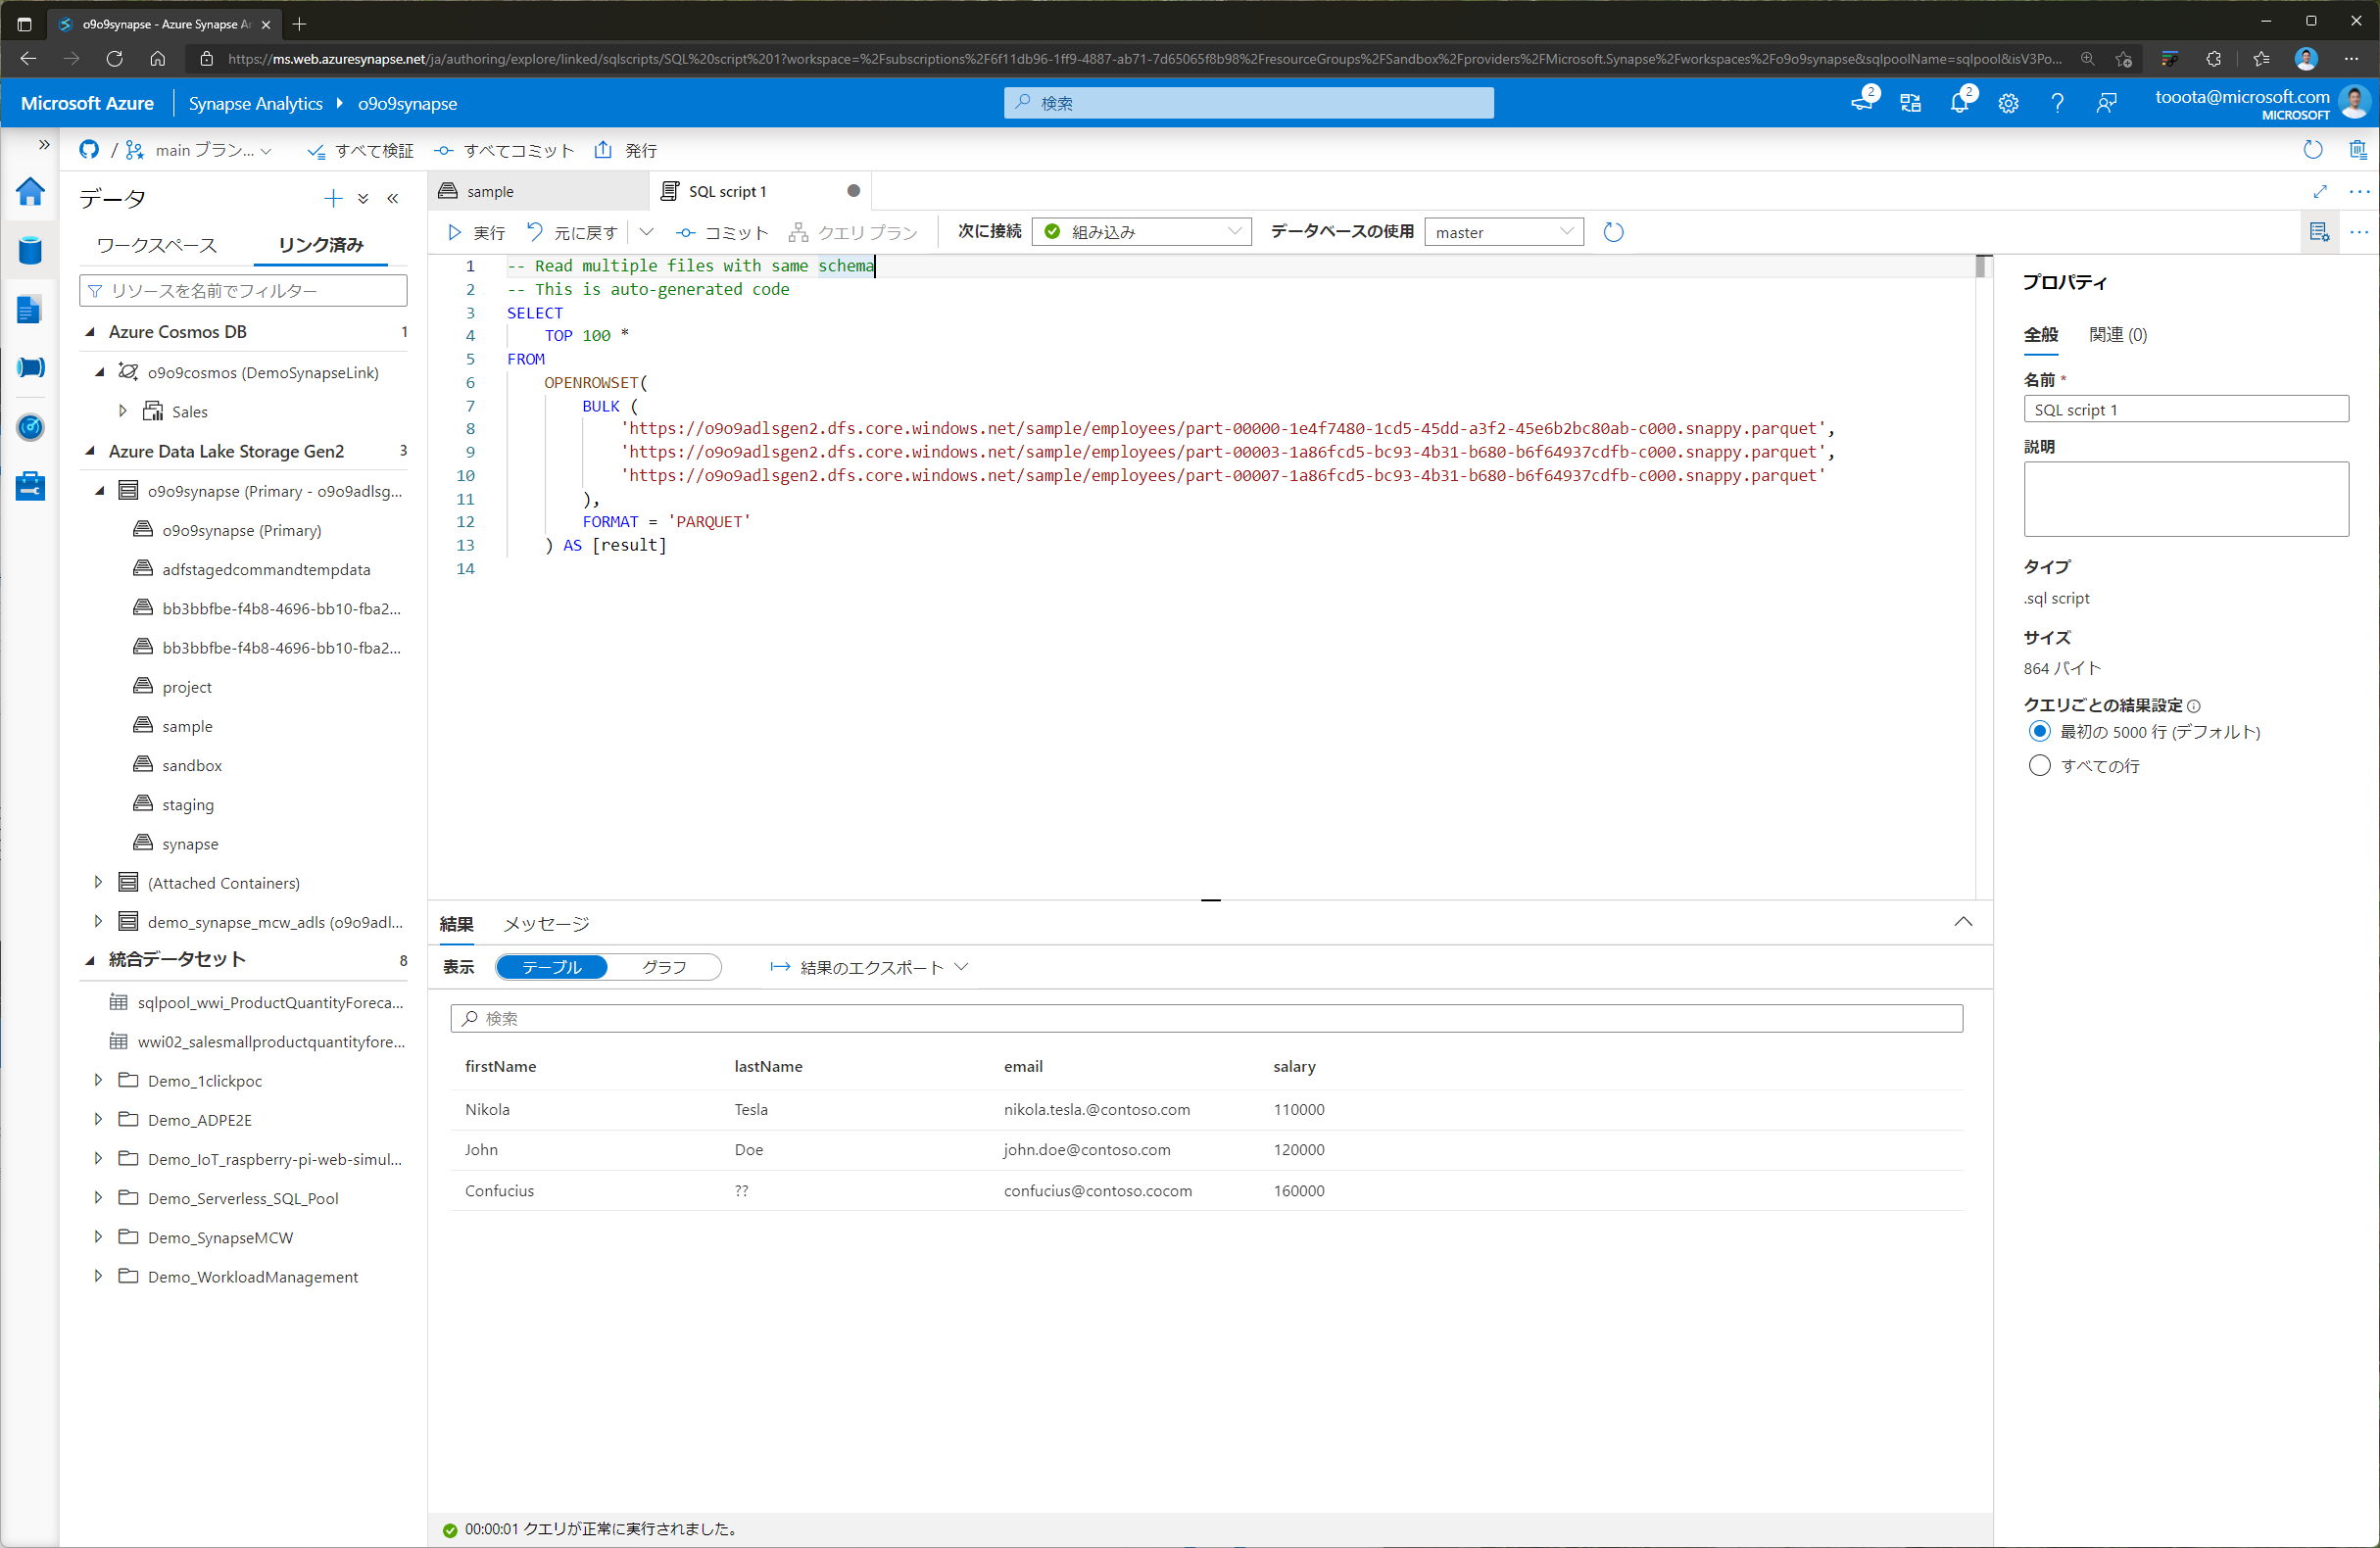 o9o9synapse - Azure Synapse An
https://ms.web.azuresynapse.net/ja/authoring/explore/linked/sqlscripts/SQL%20script%201?workspace=%2Fsubscriptions%2F6f11db96-1ff9-4887-ab71-7d65065f8b98%2FresourceGroups%2FSandbox%2Fproviders%2FMicrosoft.Synapse%2Fworkspaces%2Fo9o9synapse&sqlpoolName=sqlpool&isV3Po...
Microsoft Azure
Synapse Analytics
o9o9synapse
検索
2
2
tooota@microsoft.com
MICROSOFT
/ main ブラン...
すべて検証
すべてコミット
発行
データ
ワークスペース
リンク済み
リソースを名前でフィルター
Azure Cosmos DB 1
o9o9cosmos (DemoSynapseLink)
Sales
Azure Data Lake Storage Gen2 3
o9o9synapse (Primary - o9o9adlsg...
o9o9synapse (Primary)
adfstagedcommandtempdata
bb3bbfbe-f4b8-4696-bb10-fba2...
bb3bbfbe-f4b8-4696-bb10-fba2...
project
sample
sandbox
staging
synapse
(Attached Containers)
demo_synapse_mcw_adls (o9o9adl...
統合データセット 8
sqlpool_wwi_ProductQuantityForeca...
wwi02_salesmallproductquantityfore...
Demo_1clickpoc
Demo_ADPE2E
Demo_IoT_raspberry-pi-web-simul...
Demo_Serverless_SQL_Pool
Demo_SynapseMCW
Demo_WorkloadManagement
sample
SQL script 1
実行
元に戻す
コミット
クエリ プラン
次に接続
組み込み
データベースの使用
master
1 -- Read multiple files with same schema
2 -- This is auto-generated code
3 SELECT
4 TOP 100 *
5 FROM
6 OPENROWSET(
7 BULK (
8 'https://o9o9adlsgen2.dfs.core.windows.net/sample/employees/part-00000-1e4f7480-1cd5-45dd-a3f2-45e6b2bc80ab-c000.snappy.parquet',
9 'https://o9o9adlsgen2.dfs.core.windows.net/sample/employees/part-00003-1a86fcd5-bc93-4b31-b680-b6f64937cdfb-c000.snappy.parquet',
10 'https://o9o9adlsgen2.dfs.core.windows.net/sample/employees/part-00007-1a86fcd5-bc93-4b31-b680-b6f64937cdfb-c000.snappy.parquet'
11 ),
12 FORMAT = 'PARQUET'
13 ) AS [result]
14
結果
メッセージ
表示
テーブル
グラフ
結果のエクスポート
検索
firstName lastName email salary
Nikola Tesla nikola.tesla.@contoso.com 110000
John Doe john.doe@contoso.com 120000
Confucius ?? confucius@contoso.cocom 160000
00:00:01 クエリが正常に実行されました。
プロパティ
全般
関連 (0)
名前 *
SQL script 1
説明
タイプ
.sql script
サイズ
864 バイト
クエリごとの結果設定
最初の 5000 行 (デフォルト)
すべての行